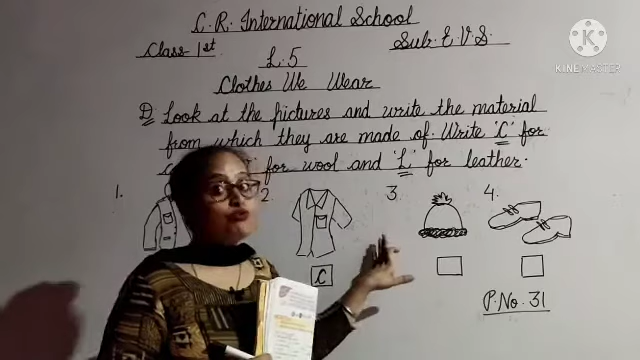 C. R. International School
Class 1st Sub: E.V.S.
L. 5
Clothes We Wear
D. Look at the pictures and write the material
from which they are made of. Write 'C' for
for wool and 'L' for leather.
1. 2. 3. 4.
C
P. No. 31
K
KINEMASTER